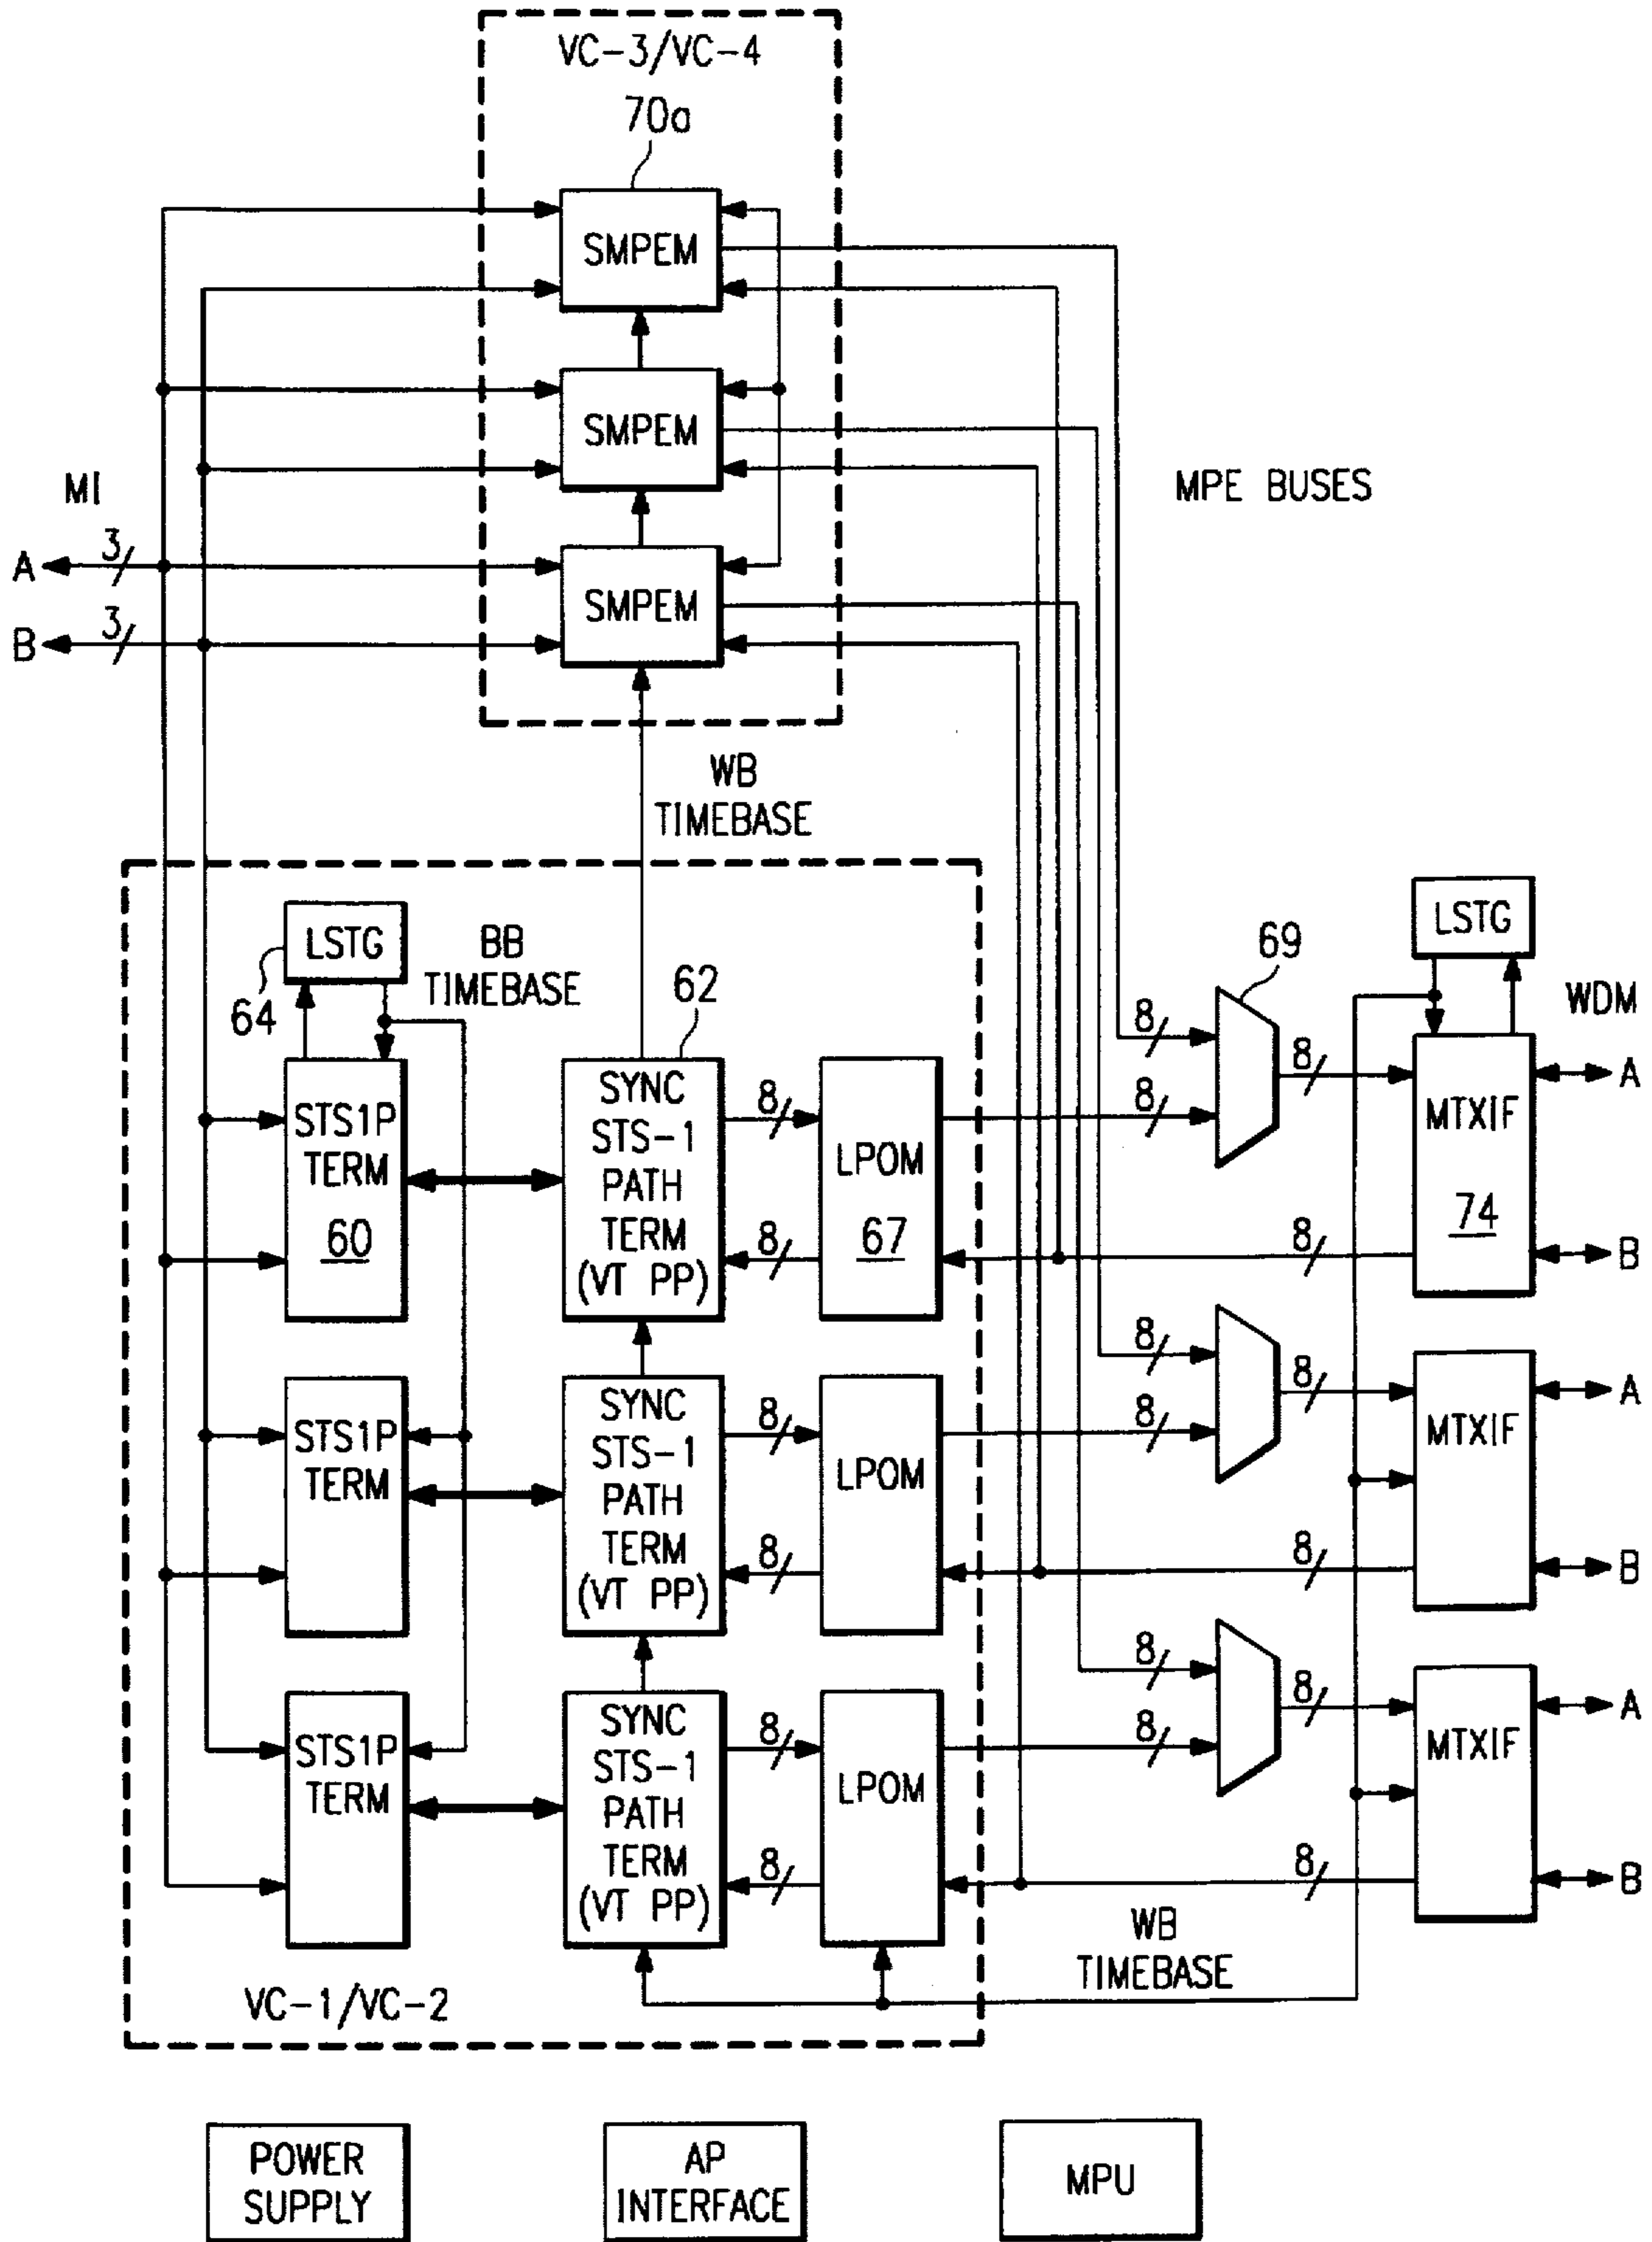 VC-3/VC-4
70a
SMPEM
SMPEM
MI
MPE BUSES
A
3
SMPEM
B
3
WB
TIMEBASE
LSTG
BB
TIMEBASE
64
62
69
LSTG
WDM
STS1P
TERM
60
SYNC
STS-1
PATH
TERM
(VT PP)
8
8
LPOM
67
8
8
8
MTXIF
74
A
8
B
STS1P
TERM
SYNC
STS-1
PATH
TERM
(VT PP)
8
8
LPOM
8
8
8
MTXIF
A
8
B
STS1P
TERM
SYNC
STS-1
PATH
TERM
(VT PP)
8
8
LPOM
8
8
8
MTXIF
A
8
B
WB
TIMEBASE
VC-1/VC-2
POWER
SUPPLY
AP
INTERFACE
MPU